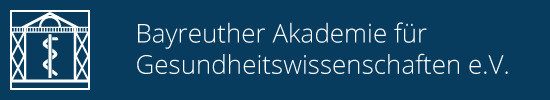 Bayreuther Akademie für
Gesundheitswissenschaften e.V.